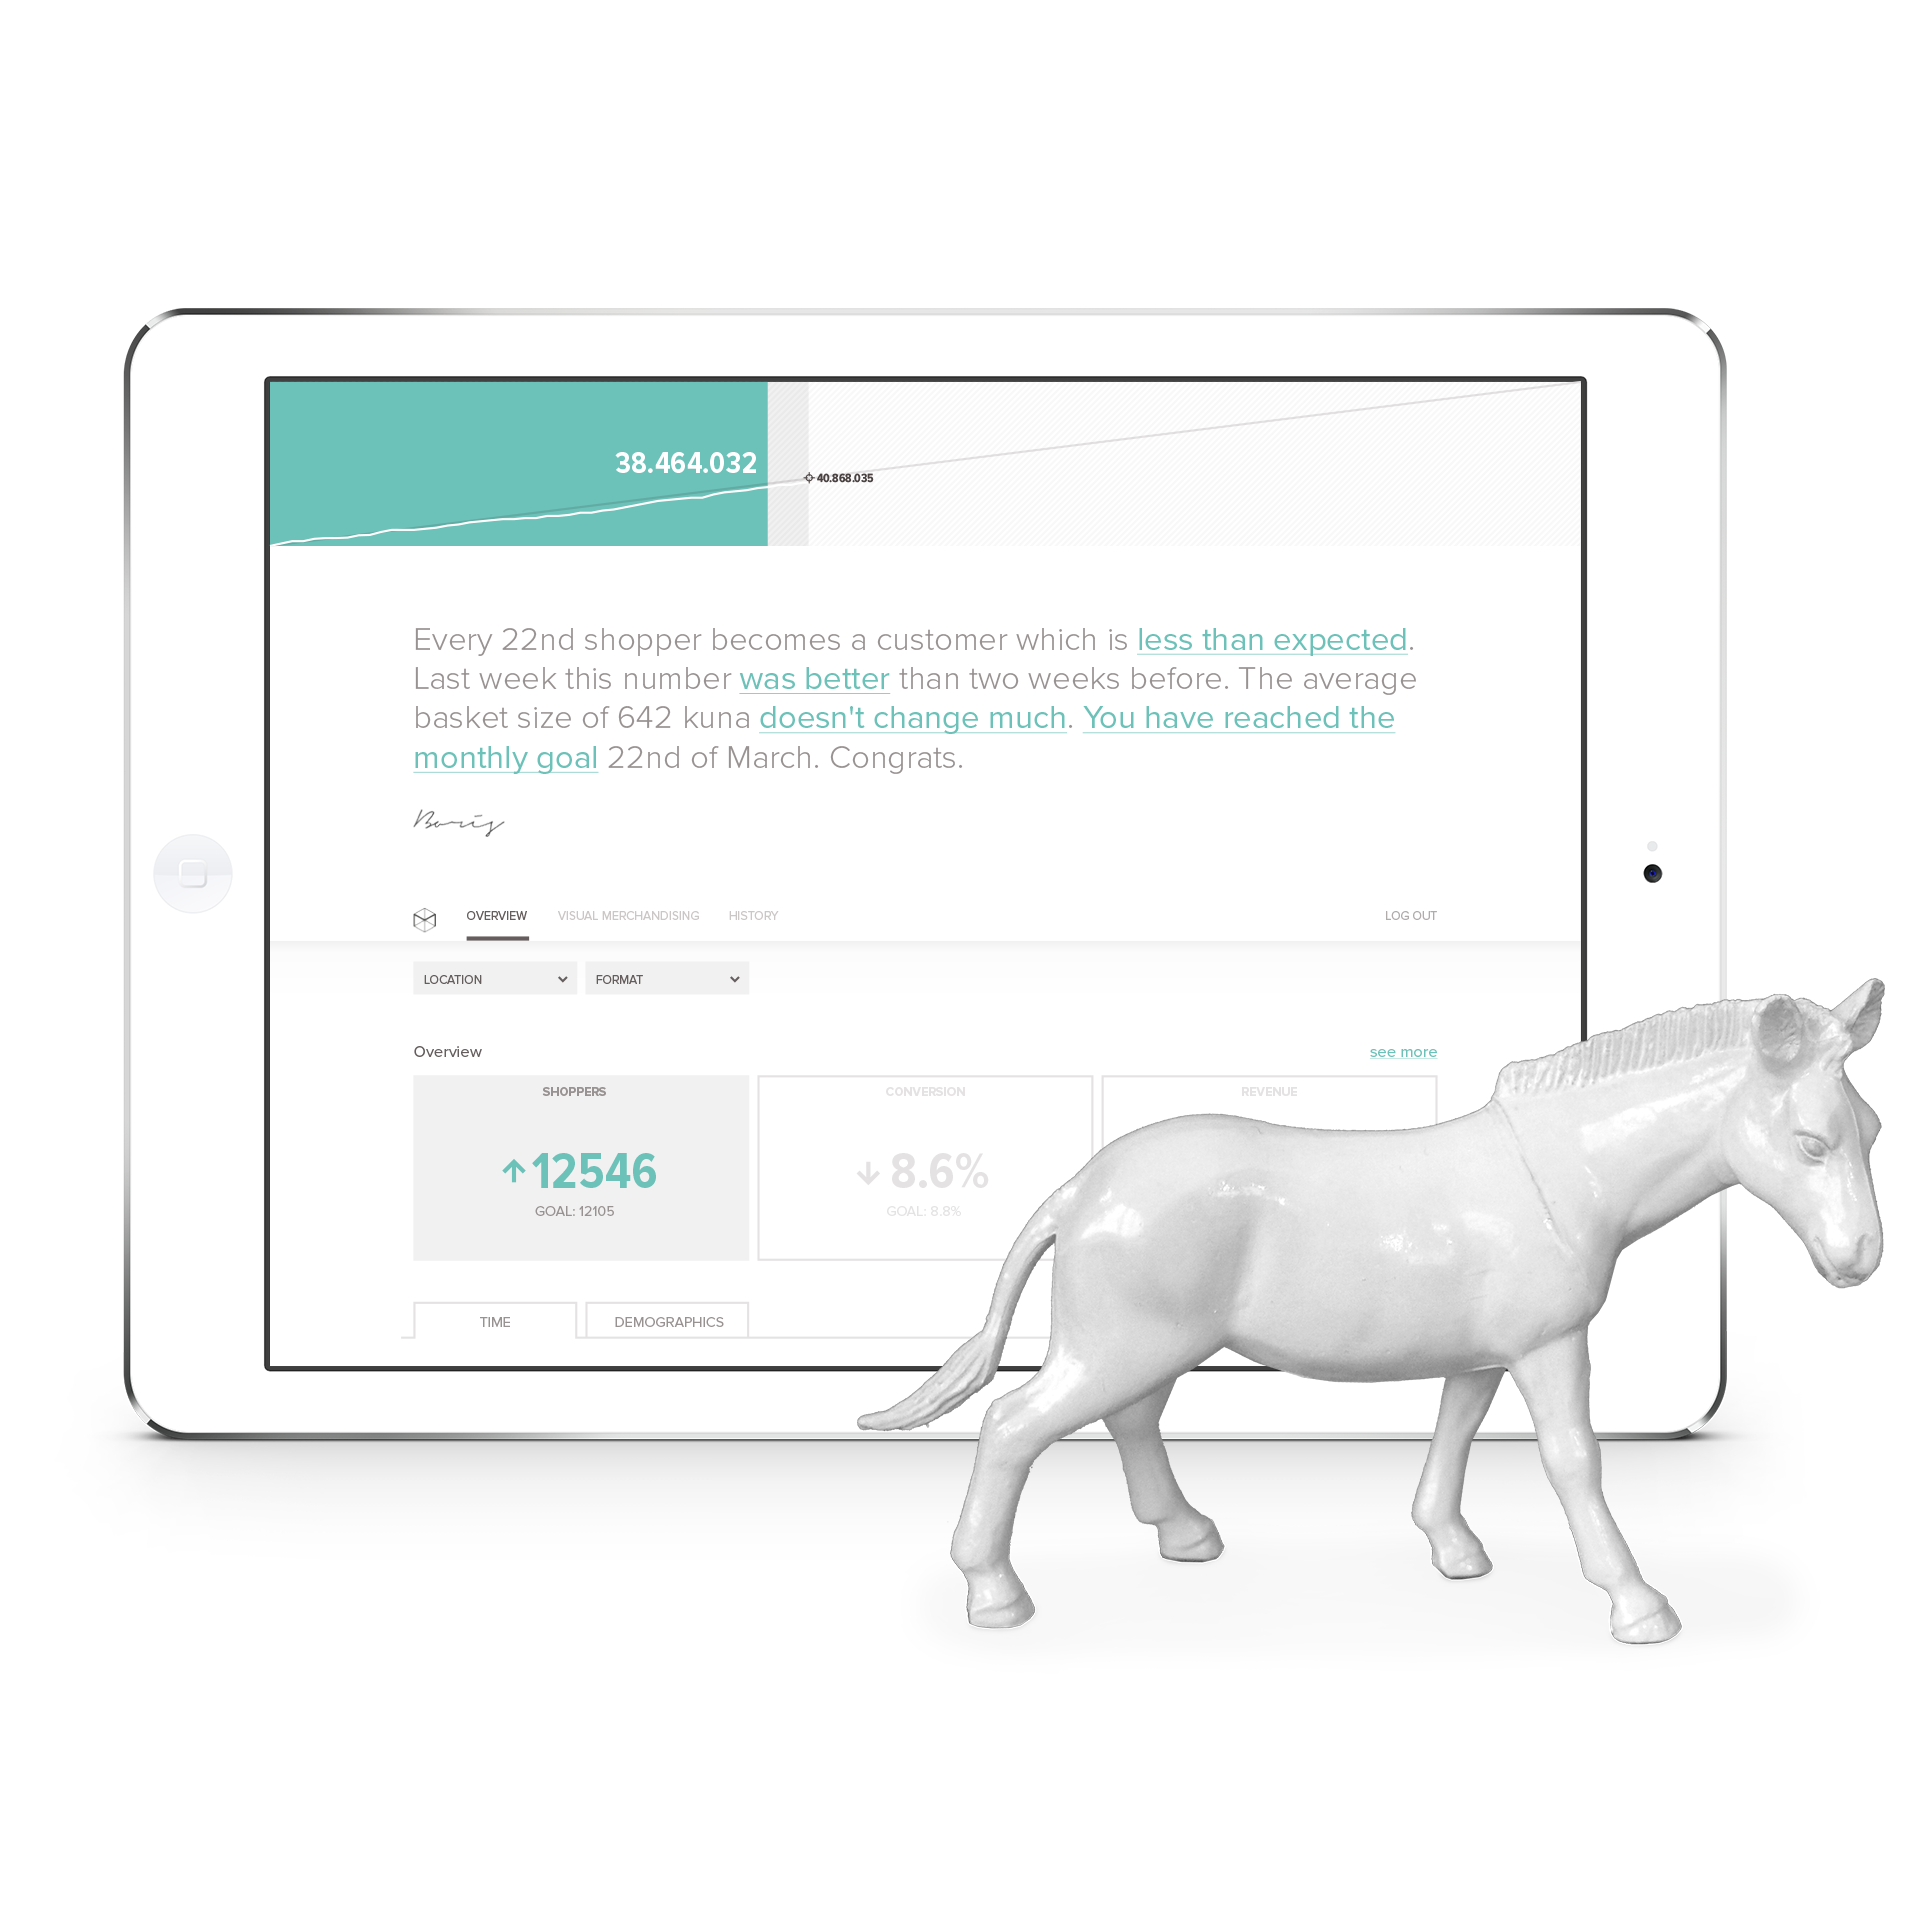 38.464.032
40.868.035
Every 22nd shopper becomes a customer which is less than expected.
Last week this number was better than two weeks before. The average
basket size of 642 kuna doesn't change much. You have reached the
monthly goal 22nd of March. Congrats.
Boris
OVERVIEW VISUAL MERCHANDISING HISTORY LOG OUT
LOCATION FORMAT
Overview see more
SHOPPERS CONVERSION REVENUE
↑12546 ↓8.6%
GOAL: 12105 GOAL: 8.8%
TIME DEMOGRAPHICS